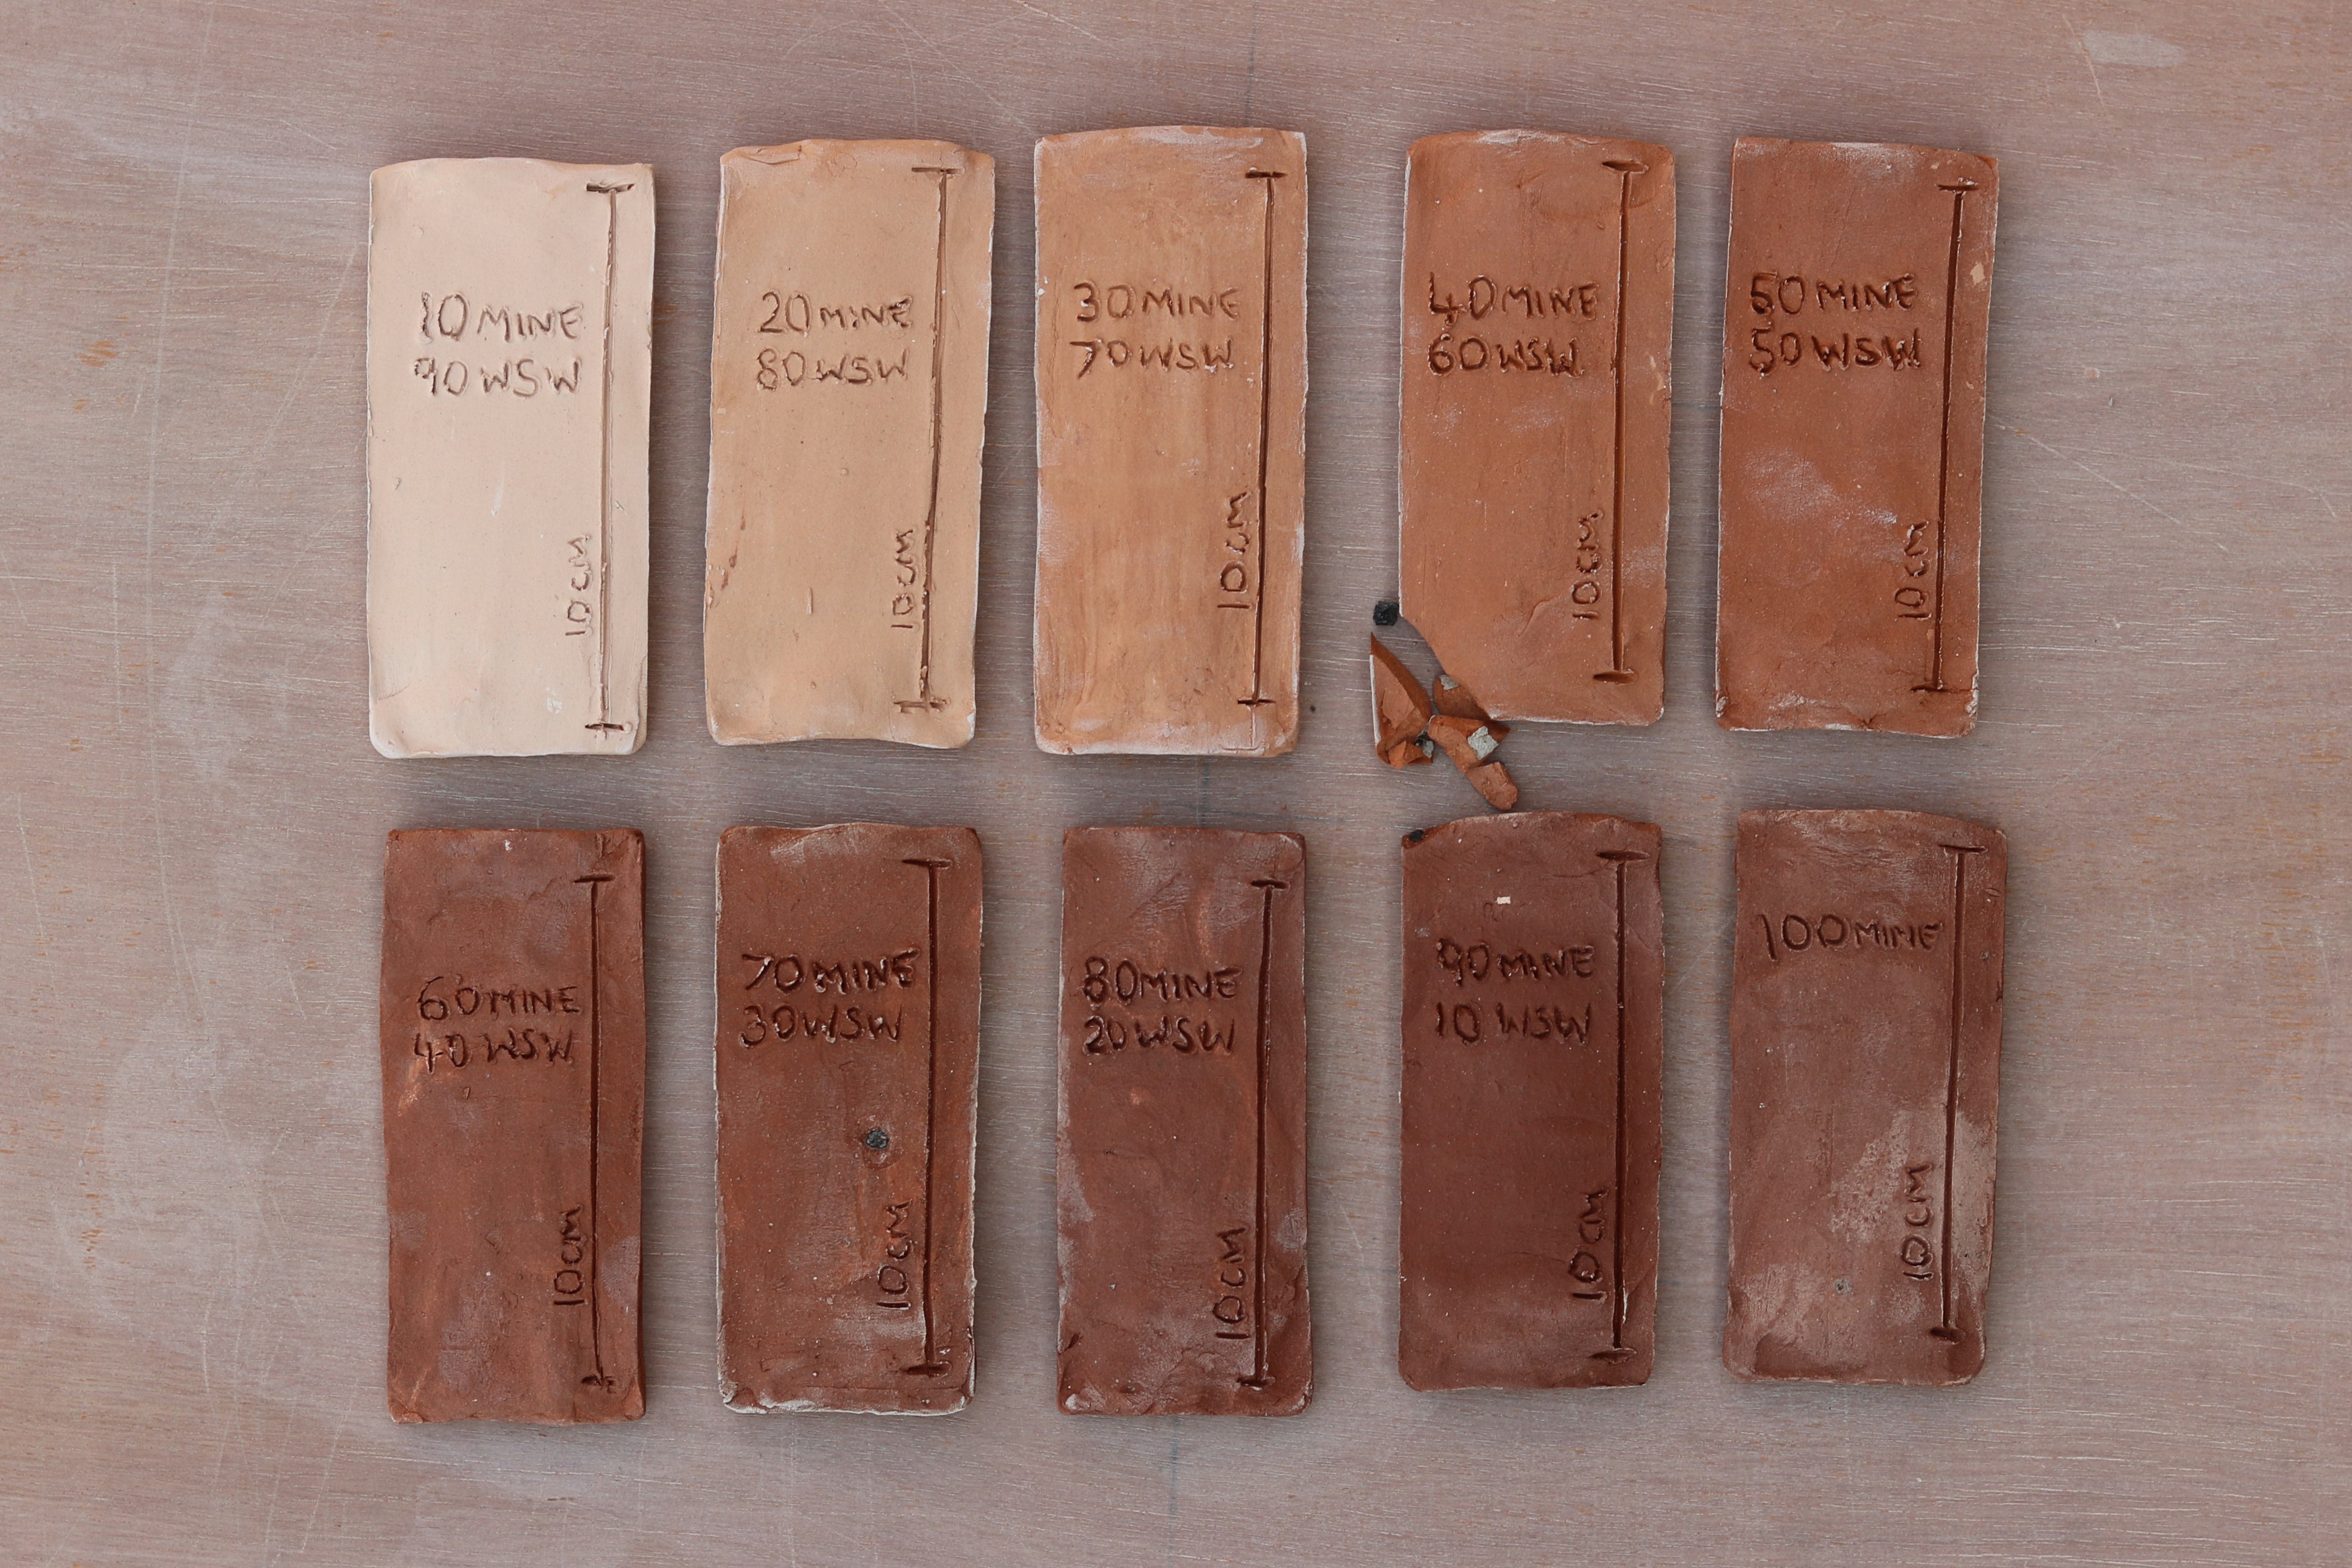 10 MINE
90 WSW
10CM
20 MINE
80 WSW
10CM
30 MINE
70 WSW
10CM
40 MINE
60 WSW
10CM
50 MINE
50 WSW
10CM
60 MINE
40 WSW
10CM
70 MINE
30 WSW
10CM
80 MINE
20 WSW
10CM
90 MINE
10 WSW
10CM
100 MINE
10CM